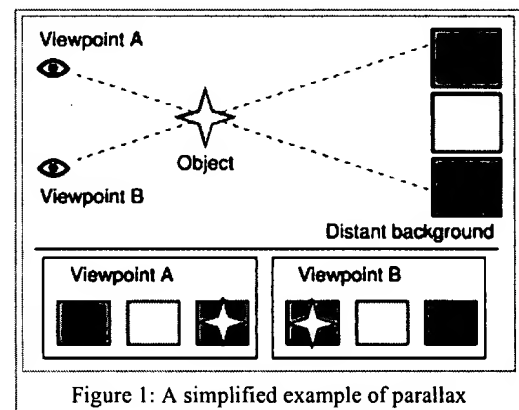 Viewpoint A
Object
Viewpoint B
Distant background
Viewpoint A
Viewpoint B
Figure 1: A simplified example of parallax